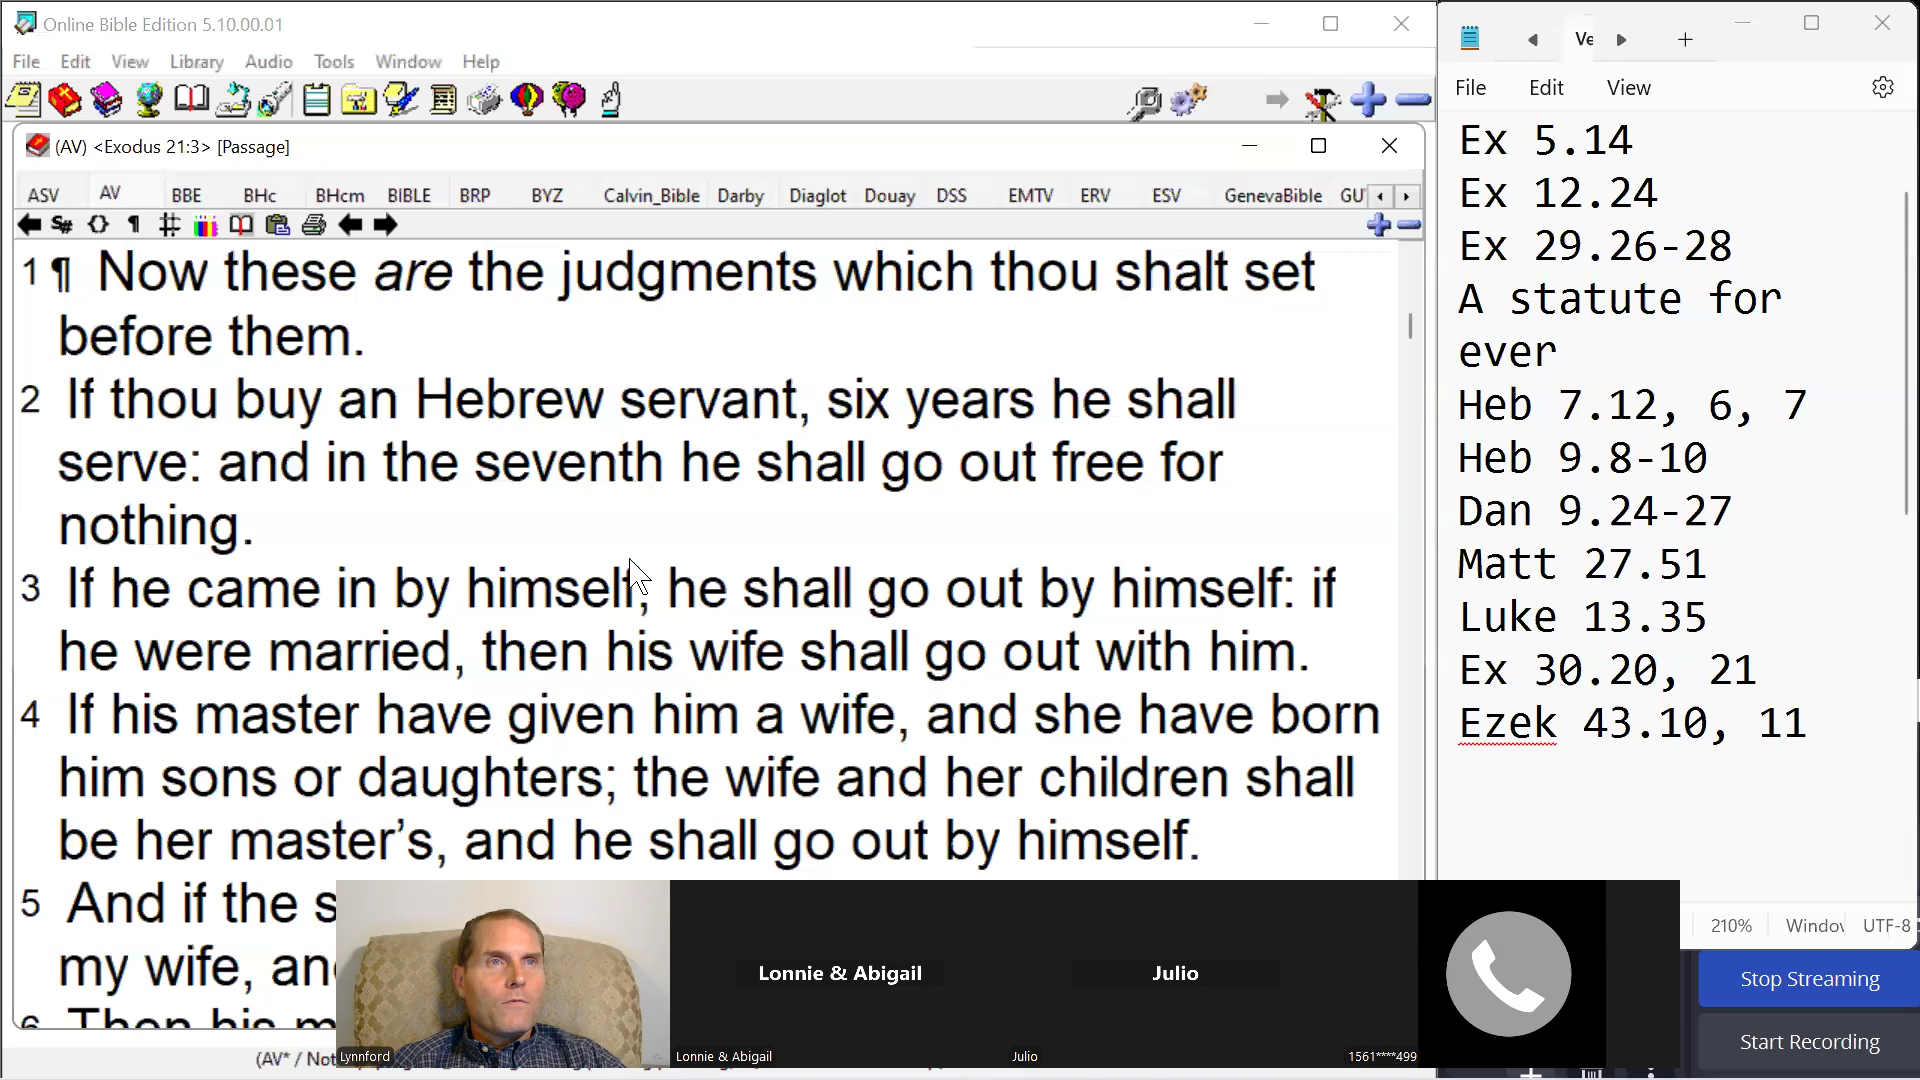 Online Bible Edition 5.10.00.01
File Edit View Library Audio Tools Window Help
(AV) <Exodus 21:3> [Passage]
ASV AV BBE BHc BHcm BIBLE BRP BYZ Calvin_Bible Darby Diaglot Douay DSS EMTV ERV ESV GenevaBible GU
1 ¶ Now these are the judgments which thou shalt set
before them.
2 If thou buy an Hebrew servant, six years he shall
serve: and in the seventh he shall go out free for
nothing.
3 If he came in by himself, he shall go out by himself: if
he were married, then his wife shall go out with him.
4 If his master have given him a wife, and she have born
him sons or daughters; the wife and her children shall
be her master’s, and he shall go out by himself.
5 And if the s
my wife, an
6 Then his m
(AV* / Not
Ve
File Edit View
Ex 5.14
Ex 12.24
Ex 29.26-28
A statute for
ever
Heb 7.12, 6, 7
Heb 9.8-10
Dan 9.24-27
Matt 27.51
Luke 13.35
Ex 30.20, 21
Ezek 43.10, 11
210% Window UTF-8
Lonnie & Abigail
Julio
Lynnford
Lonnie & Abigail
Julio
1561****499
Stop Streaming
Start Recording